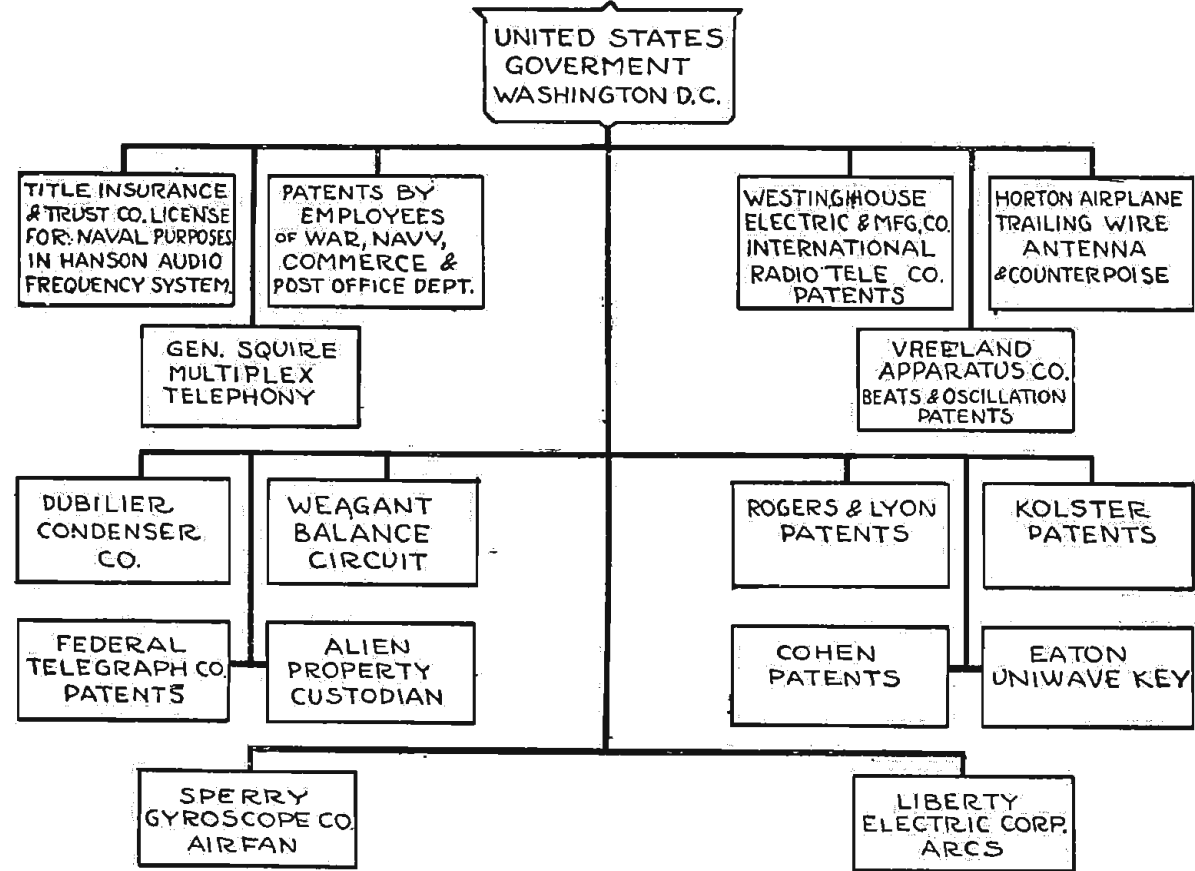 UNITED STATES
GOVERMENT
WASHINGTON D.C.
TITLE INSURANCE
& TRUST CO. LICENSE
FOR: NAVAL PURPOSES
IN HANSON AUDIO
FREQUENCY SYSTEM.
PATENTS BY
EMPLOYEES
OF WAR, NAVY,
COMMERCE &
POST OFFICE DEPT.
WESTINGHOUSE
ELECTRIC & MFG. CO.
INTERNATIONAL
RADIO TELE CO.
PATENTS
HORTON AIRPLANE
TRAILING WIRE
ANTENNA
& COUNTERPOISE
GEN. SQUIRE
MULTIPLEX
TELEPHONY
VREELAND
APPARATUS CO.
BEATS & OSCILLATION
PATENTS
DUBILIER
CONDENSER
CO.
WEAGANT
BALANCE
CIRCUIT
ROGERS & LYON
PATENTS
KOLSTER
PATENTS
FEDERAL
TELEGRAPH CO.
PATENTS
ALIEN
PROPERTY
CUSTODIAN
COHEN
PATENTS
EATON
UNIWAVE KEY
SPERRY
GYROSCOPE CO.
AIRFAN
LIBERTY
ELECTRIC CORP.
ARCS